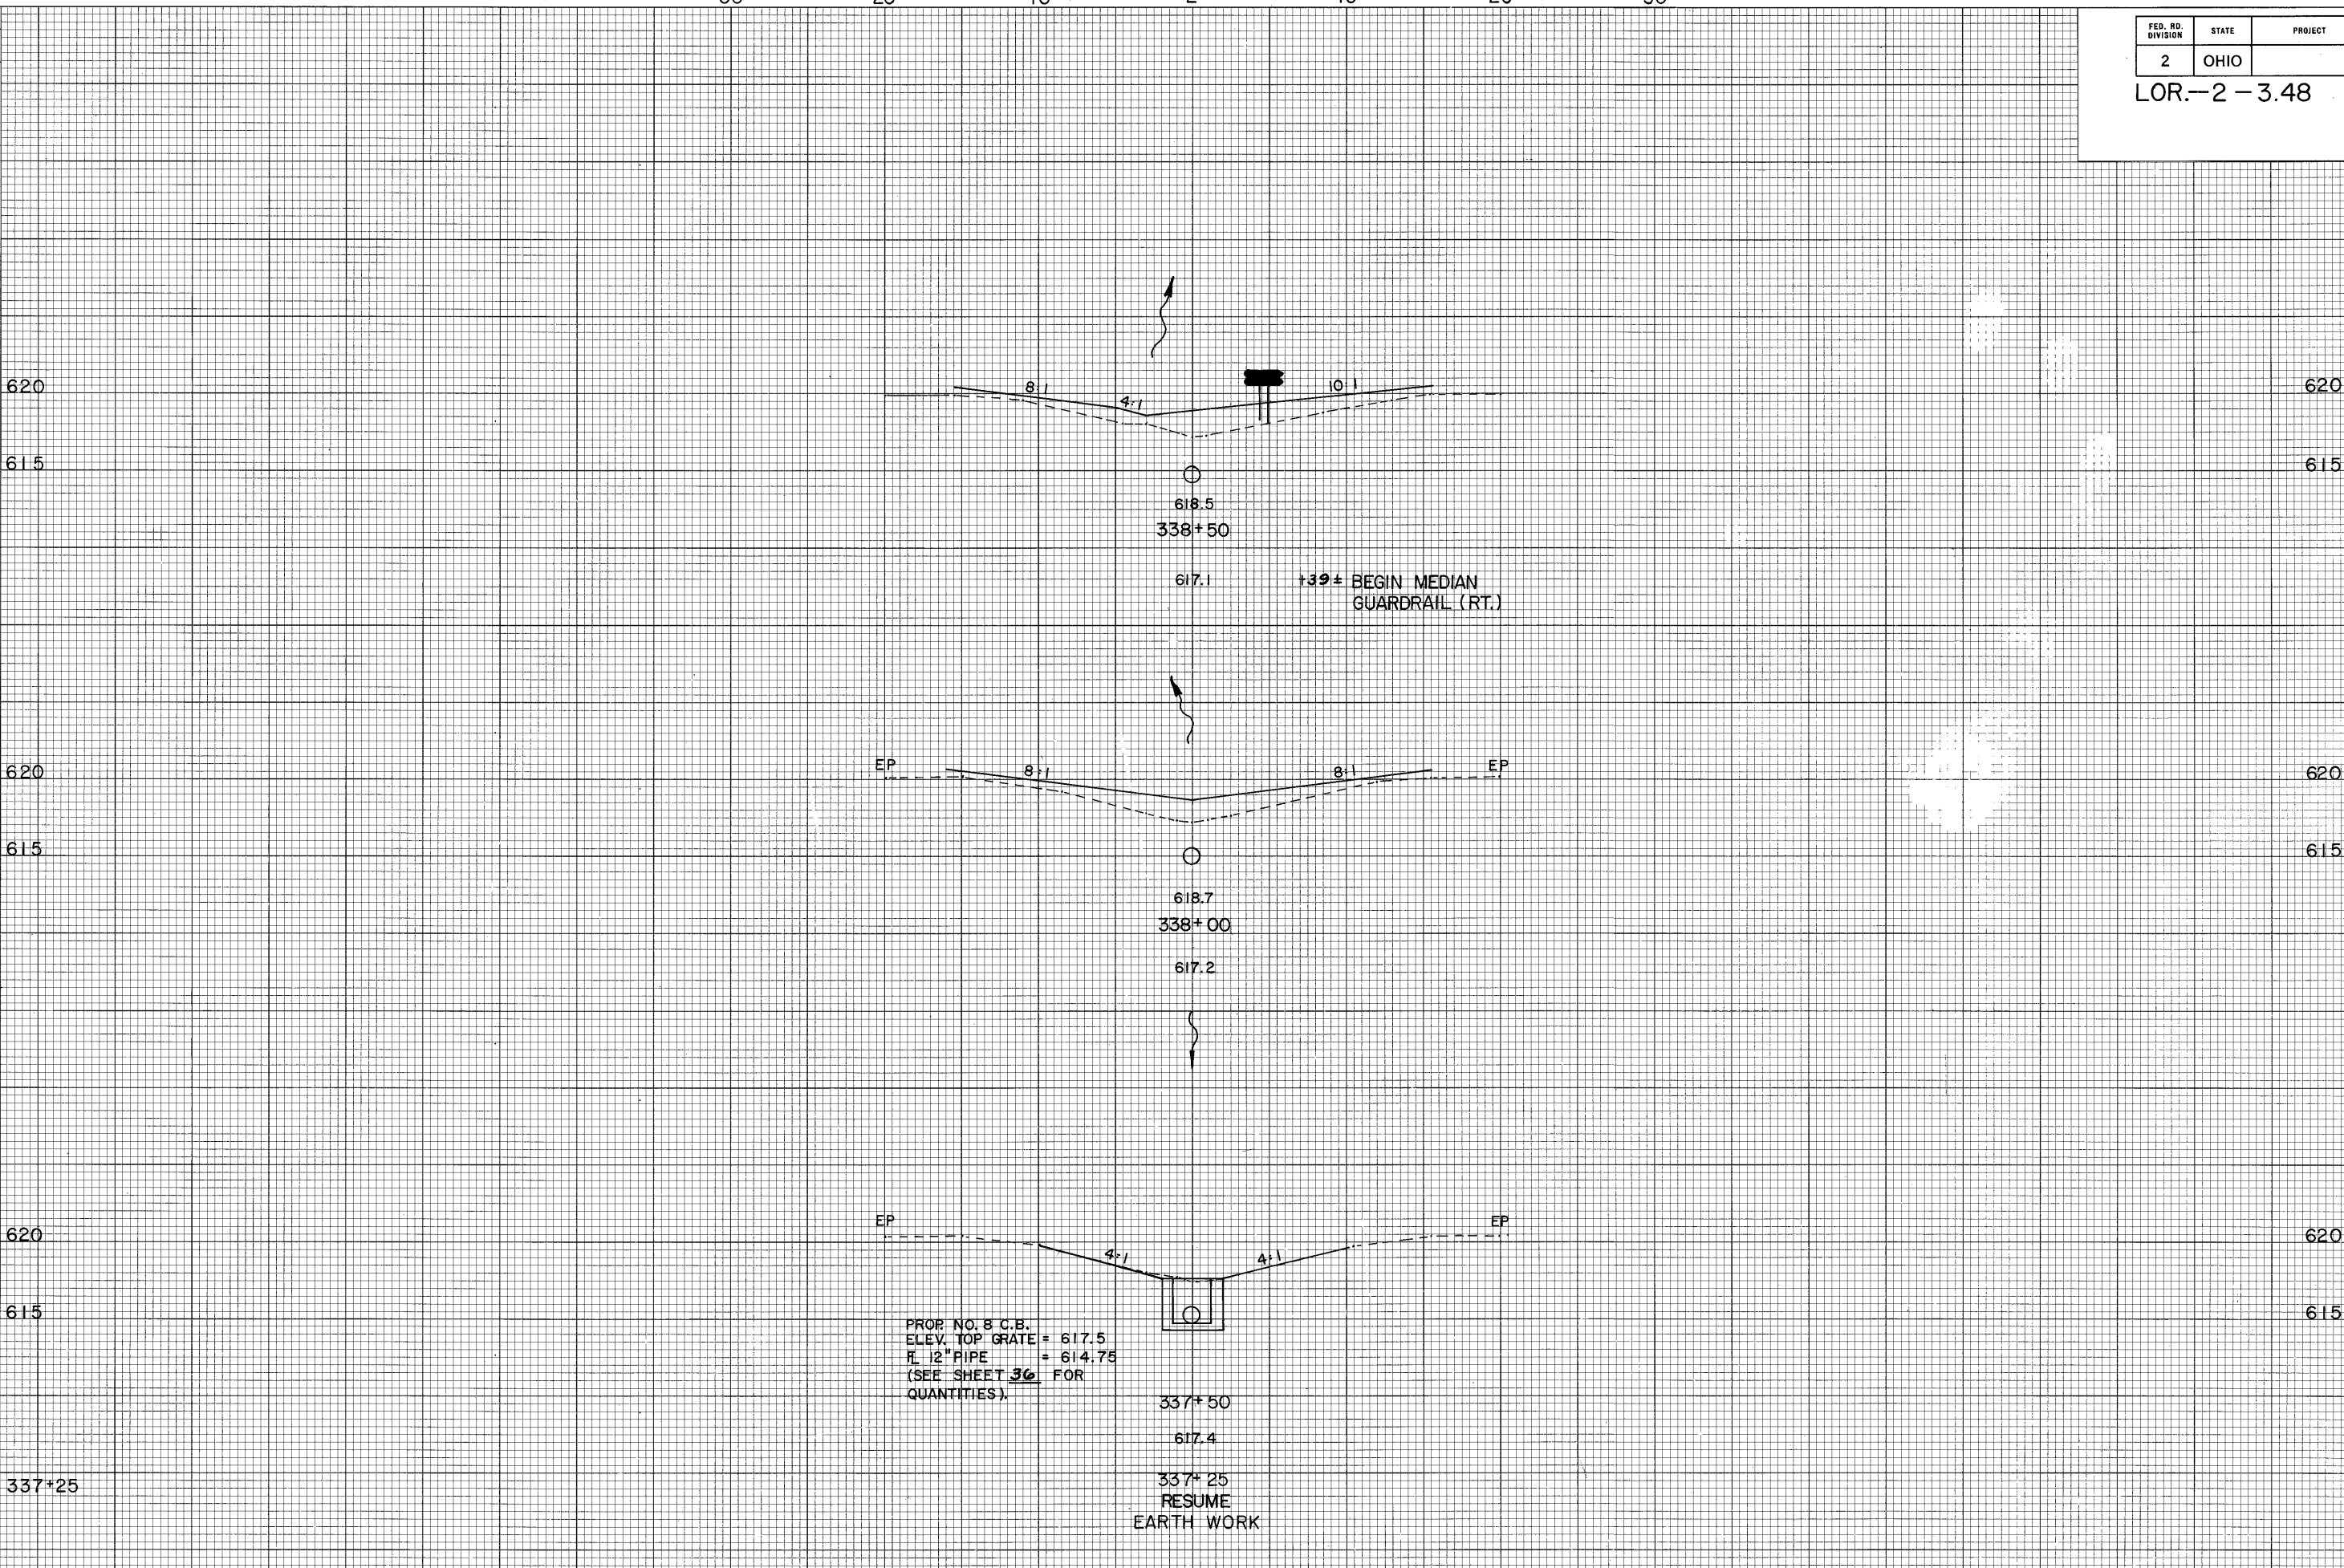 FED. RD. DIVISION STATE PROJECT
2 OHIO
LOR.-2-3.48
620 8:1 4:1 10:1 620
615 615
618.5
338+50
617.1 +39± BEGIN MEDIAN
GUARDRAIL (RT.)
620 EP 8:1 8:1 EP 620
615 615
618.7
338+00
617.2
EP EP
620 4:1 4:1 620
615 615
PROP. NO. 8 C.B.
ELEV. TOP GRATE = 617.5
FL 12" PIPE = 614.75
(SEE SHEET 36 FOR
QUANTITIES).
337+50
617.4
337+25 337+25
RESUME
EARTH WORK